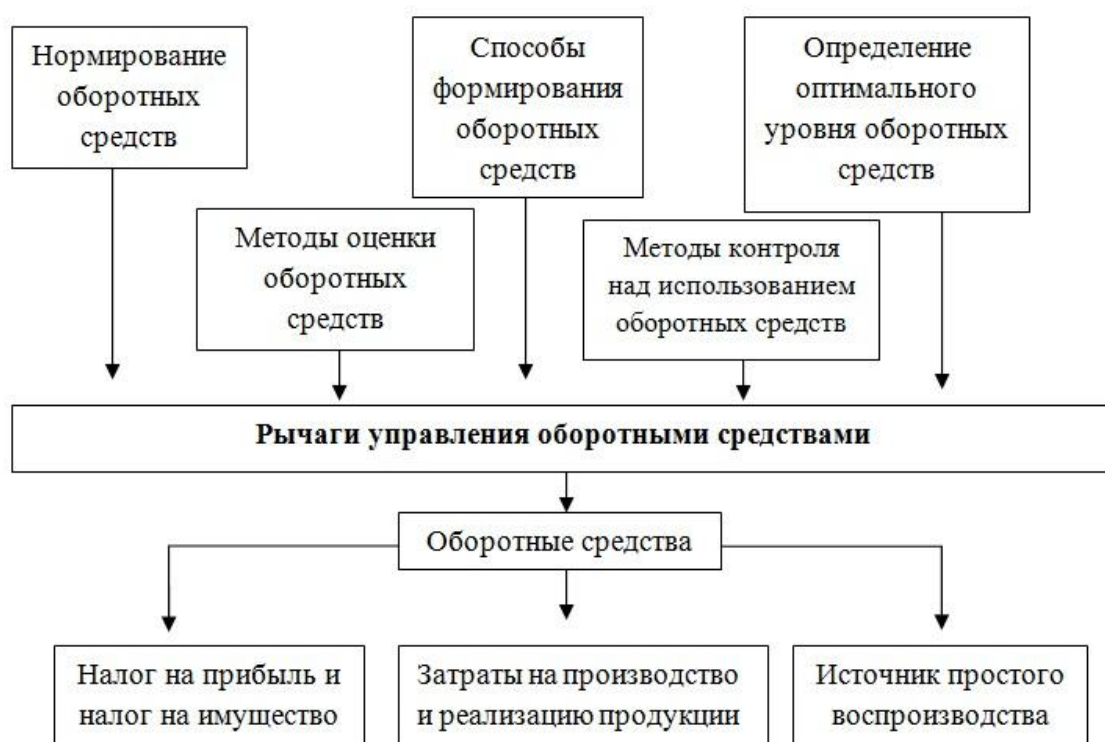 Нормирование
оборотных
средств
Способы
формирования
оборотных
средств
Определение
оптимального
уровня оборотных
средств
Методы оценки
оборотных
средств
Методы контроля
над использованием
оборотных средств
Рычаги управления оборотными средствами
Оборотные средства
Налог на прибыль и
налог на имущество
Затраты на производство
и реализацию продукции
Источник простого
воспроизводства